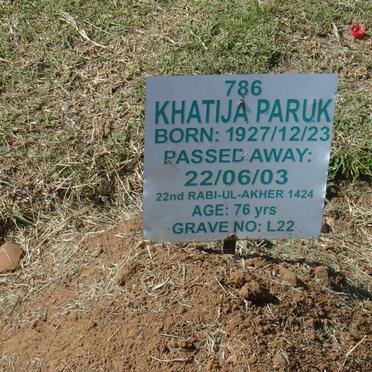 786
KHATIJA PARUK
BORN: 1927/12/23
PASSED AWAY:
22/06/03
22nd RABI-UL-AKHER 1424
AGE: 76 yrs
GRAVE NO: L22